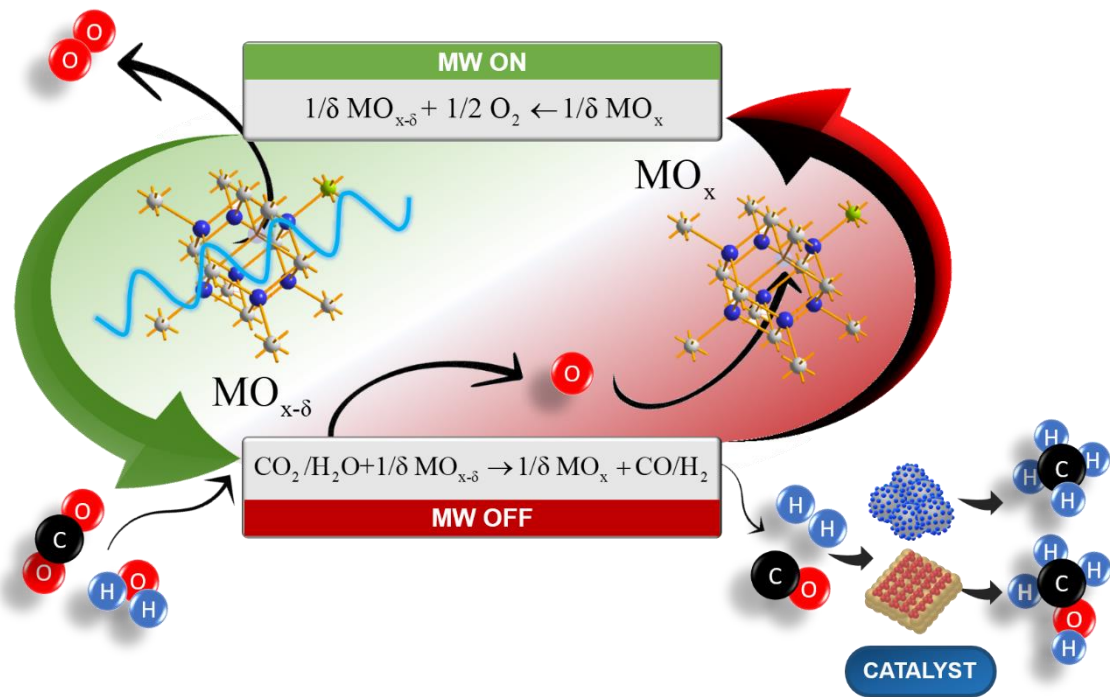 O
O
MW ON
1/δ MOₓ₋δ + 1/2 O₂ ← 1/δ MOₓ
MOₓ
MOₓ₋δ
O
CO₂/H₂O+1/δ MOₓ₋δ → 1/δ MOₓ + CO/H₂
MW OFF
O
C
O
O
H
H
H
H
C
O
H
H
C
H
H
H
H
H
C
H
O
H
CATALYST